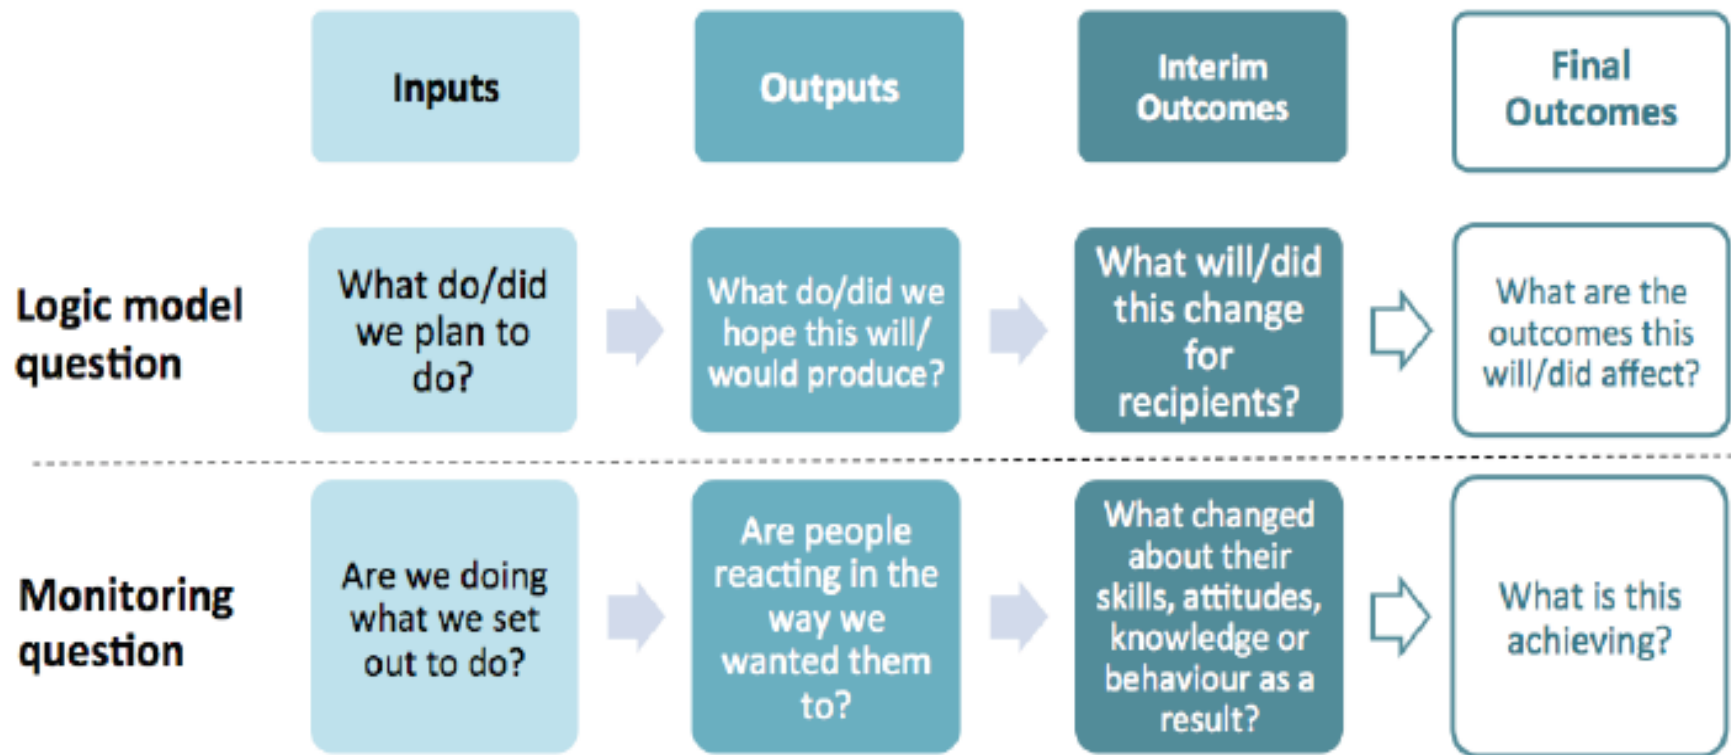 Inputs
Outputs
Interim
Outcomes
Final
Outcomes
Logic model
question
What do/did
we plan to
do?
What do/did we
hope this will/
would produce?
What will/did
this change
for
recipients?
What are the
outcomes this
will/did affect?
Monitoring
question
Are we doing
what we set
out to do?
Are people
reacting in the
way we
wanted them
to?
What changed
about their
skills, attitudes,
knowledge or
behaviour as a
result?
What is this
achieving?